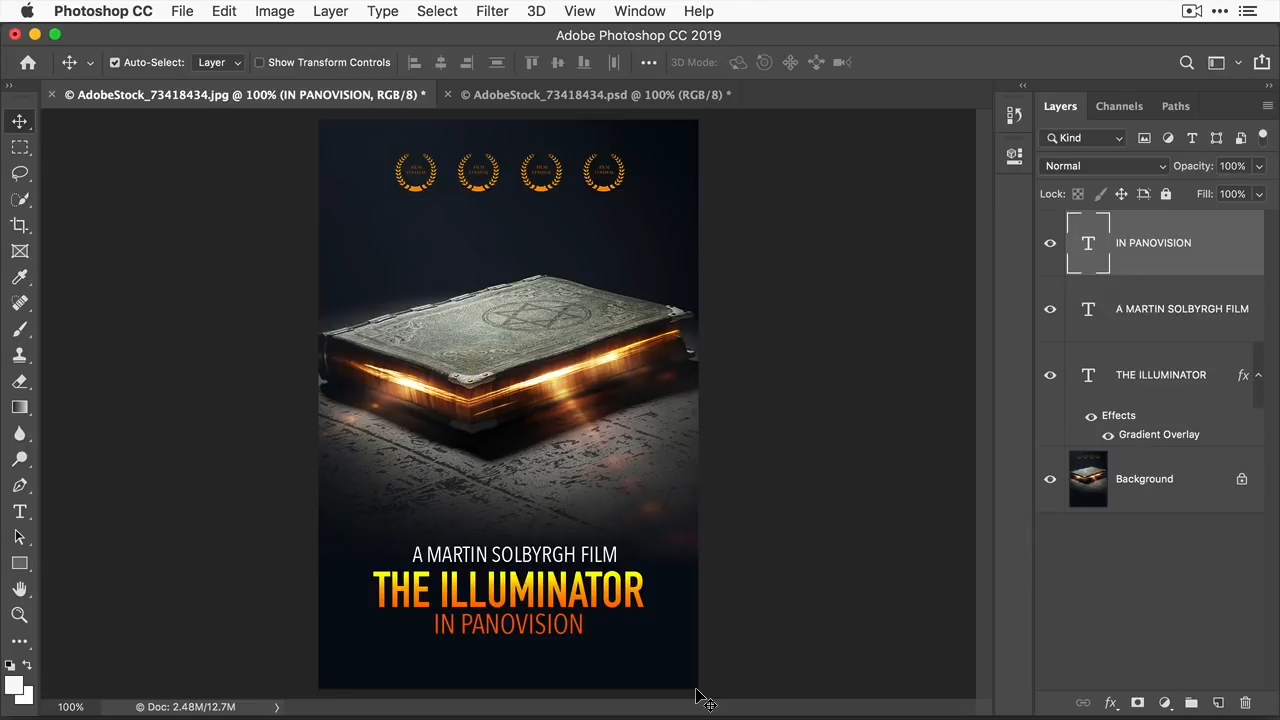 Photoshop CC File Edit Image Layer Type Select Filter 3D View Window Help
Adobe Photoshop CC 2019
Auto-Select: Layer Show Transform Controls 3D Mode:
© AdobeStock_73418434.jpg @ 100% (IN PANOVISION, RGB/8) * © AdobeStock_73418434.psd @ 100% (RGB/8) *
Layers Channels Paths
Kind
Normal Opacity: 100%
Lock: Fill: 100%
T IN PANOVISION
T A MARTIN SOLBYRGH FILM
T THE ILLUMINATOR fx
Effects
Gradient Overlay
Background
A MARTIN SOLBYRGH FILM
THE ILLUMINATOR
IN PANOVISION
100% © Doc: 2.48M/12.7M
fx